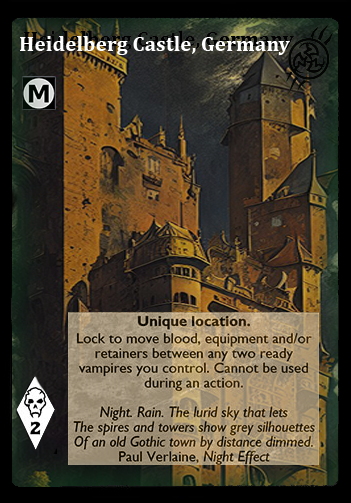 Heidelberg Castle, Germany
M
Unique location.
Lock to move blood, equipment and/or
retainers between any two ready
vampires you control. Cannot be used
during an action.
Night. Rain. The lurid sky that lets
The spires and towers show grey silhouettes
Of an old Gothic town by distance dimmed.
Paul Verlaine, Night Effect
2